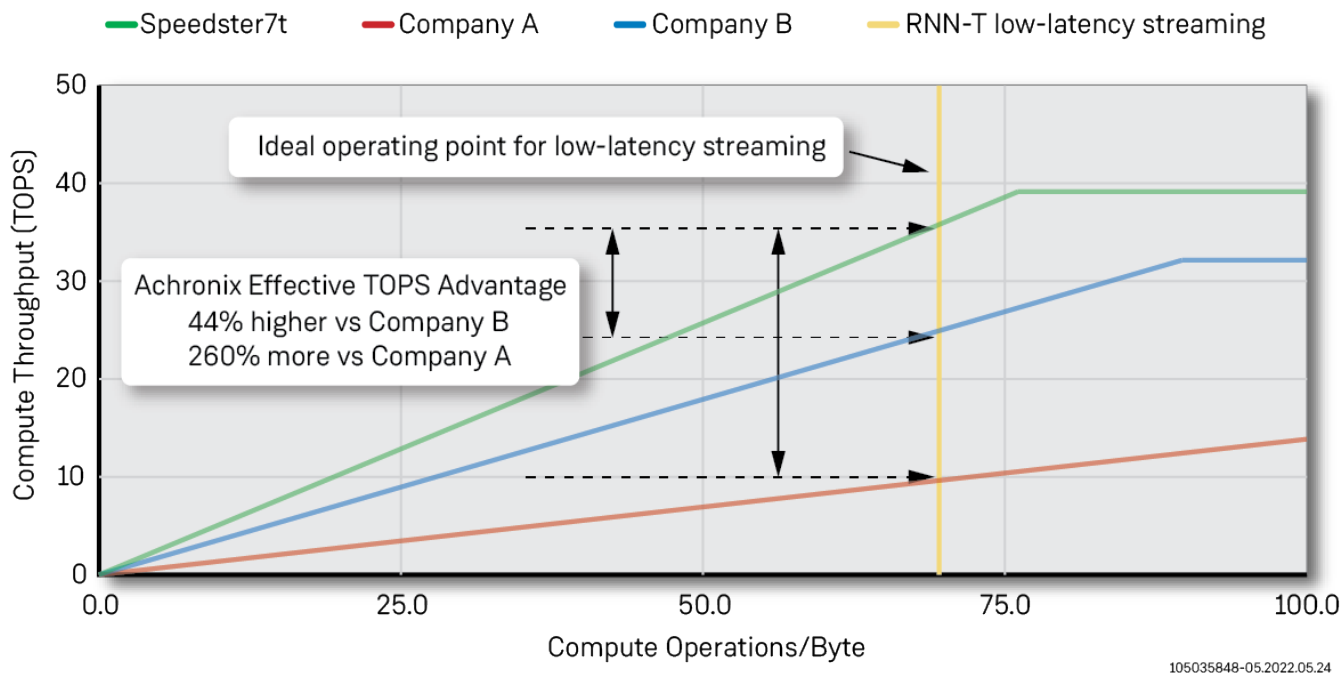 Speedster7t Company A Company B RNN-T low-latency streaming
50
Ideal operating point for low-latency streaming
40
30
Achronix Effective TOPS Advantage
44% higher vs Company B
260% more vs Company A
20
10
0
Compute Throughput (TOPS)
0.0 25.0 50.0 75.0 100.0
Compute Operations/Byte
105035848-05.2022.05.24